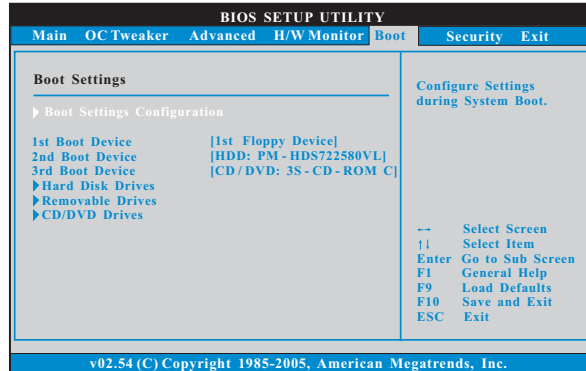 BIOS SETUP UTILITY
Main OC Tweaker Advanced H/W Monitor Boot Security Exit
Boot Settings
Boot Settings Configuration
1st Boot Device [1st Floppy Device]
2nd Boot Device [HDD: PM-HDS722580VL]
3rd Boot Device [CD/DVD: 3S-CD-ROM C]
Hard Disk Drives
Removable Drives
CD/DVD Drives
Configure Settings
during System Boot.
←→ Select Screen
↑↓ Select Item
Enter Go to Sub Screen
F1 General Help
F9 Load Defaults
F10 Save and Exit
ESC Exit
v02.54 (C) Copyright 1985-2005, American Megatrends, Inc.